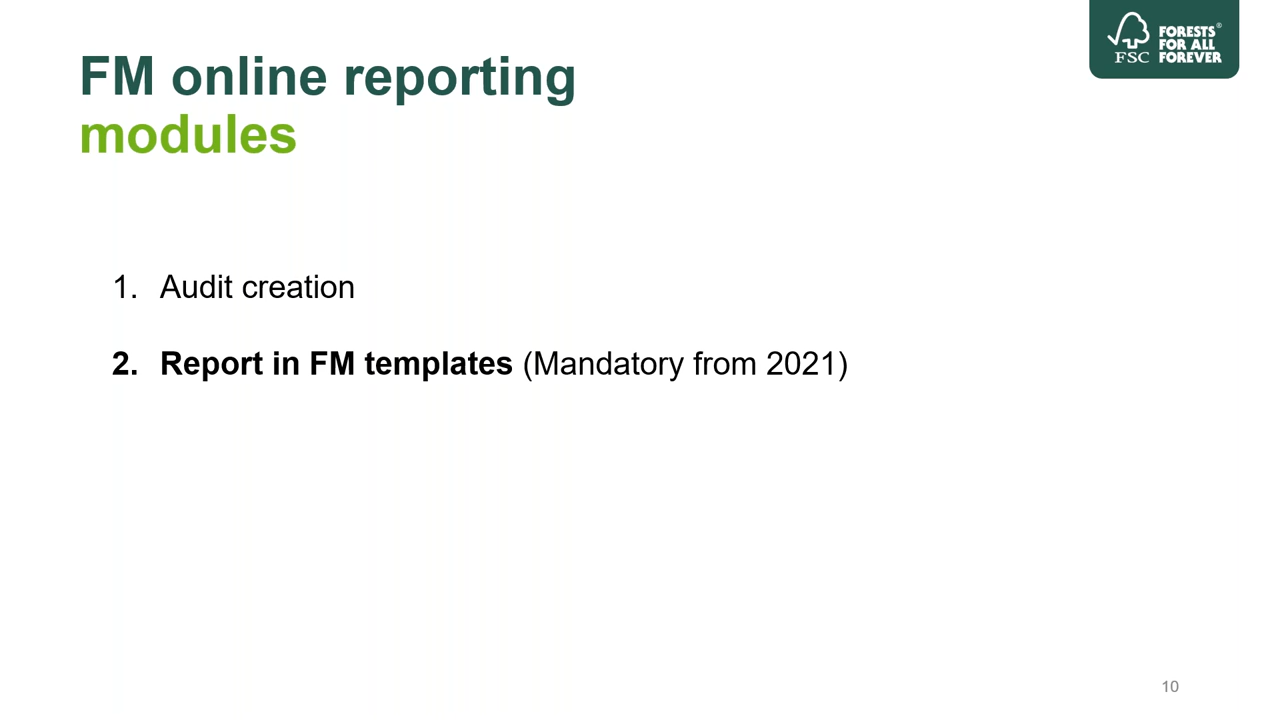 FORESTS®
FOR ALL
FOREVER
FSC
FM online reporting
modules
1. Audit creation
2. Report in FM templates (Mandatory from 2021)
10